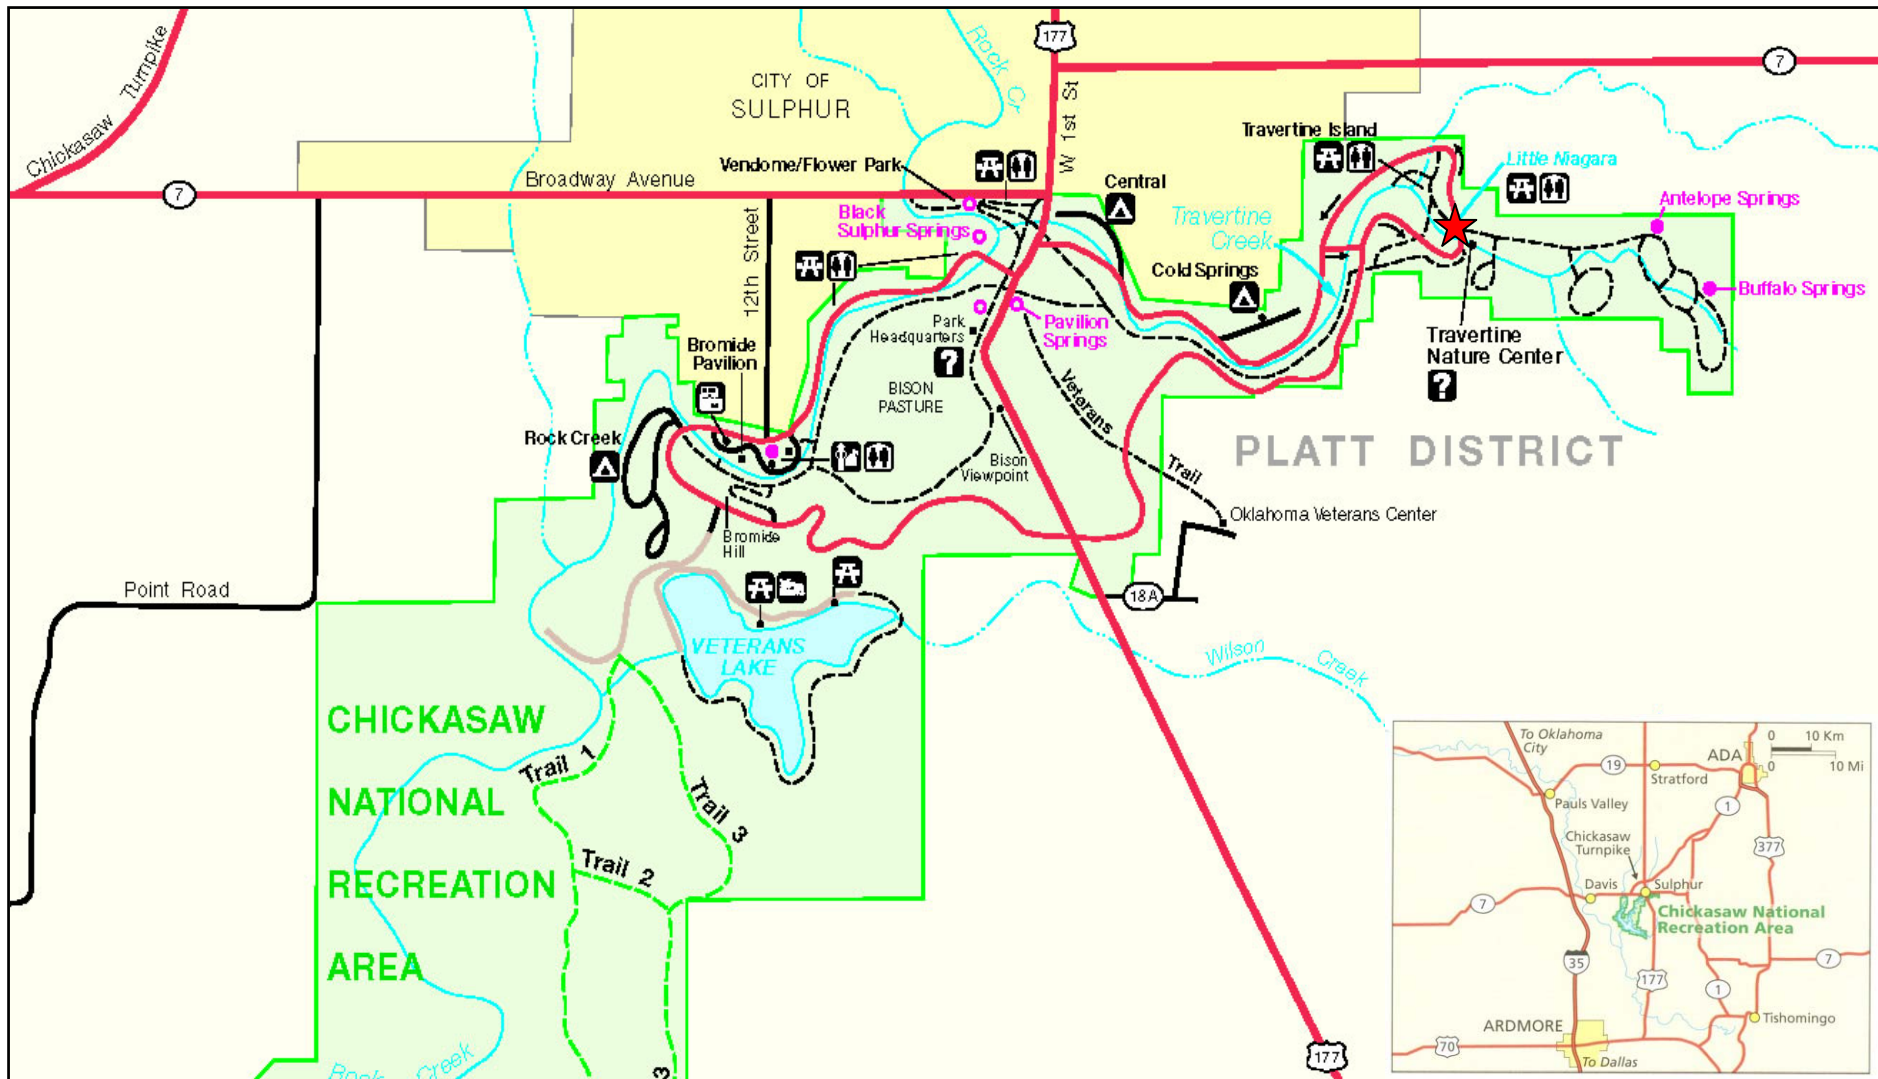 Chickasaw Turnpike
177
Rock Cr
7
CITY OF
SULPHUR
W 1st St
Travertine Island
Little Niagara
Vendome/Flower Park
7
Broadway Avenue
Central
Antelope Springs
Black
Sulphur Springs
Travertine
Creek
12th Street
Cold Springs
Buffalo Springs
Park
Headquarters
?
Pavilion
Springs
Travertine
Nature Center
?
Bromide
Pavilion
BISON
PASTURE
Veterans
Trail
Rock Creek
PLATT DISTRICT
Bison
Viewpoint
Oklahoma Veterans Center
Bromide
Hill
Point Road
18A
VETERANS
LAKE
Wilson Creek
CHICKASAW
NATIONAL
RECREATION
AREA
Trail 1
Trail 3
Trail 2
3
Rock Creek
177
To Oklahoma
City
0 10 Km
0 10 Mi
ADA
19
Stratford
Pauls Valley
1
Chickasaw
Turnpike
377
Davis
Sulphur
7
Chickasaw National
Recreation Area
35
177
7
1
Tishomingo
ARDMORE
70
To Dallas